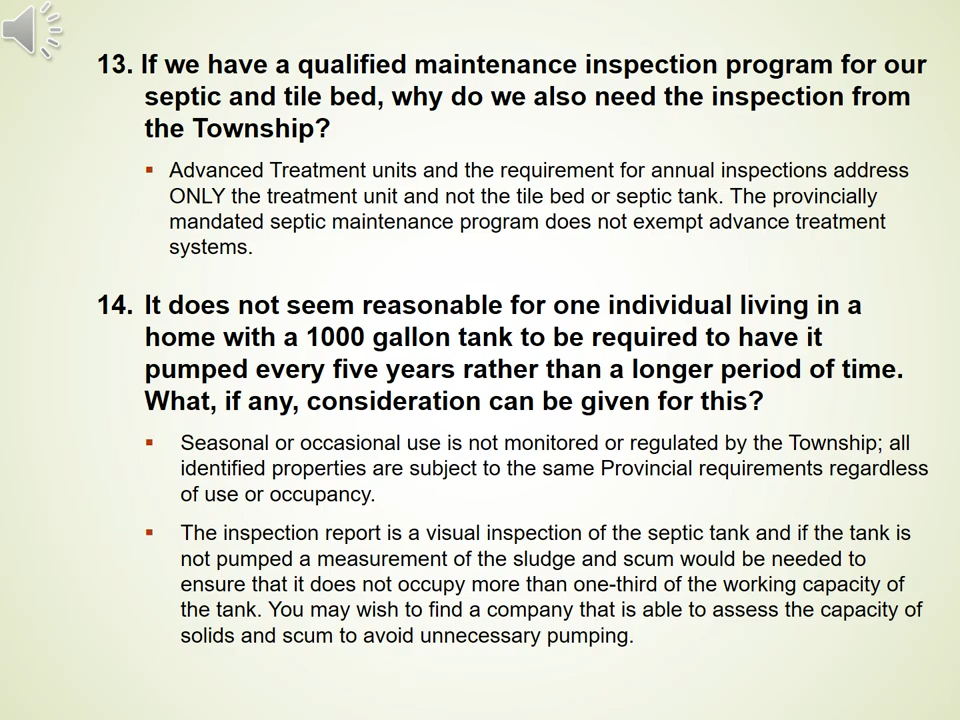 13. If we have a qualified maintenance inspection program for our
septic and tile bed, why do we also need the inspection from
the Township?
▪ Advanced Treatment units and the requirement for annual inspections address
ONLY the treatment unit and not the tile bed or septic tank. The provincially
mandated septic maintenance program does not exempt advance treatment
systems.
14. It does not seem reasonable for one individual living in a
home with a 1000 gallon tank to be required to have it
pumped every five years rather than a longer period of time.
What, if any, consideration can be given for this?
▪ Seasonal or occasional use is not monitored or regulated by the Township; all
identified properties are subject to the same Provincial requirements regardless
of use or occupancy.
▪ The inspection report is a visual inspection of the septic tank and if the tank is
not pumped a measurement of the sludge and scum would be needed to
ensure that it does not occupy more than one-third of the working capacity of
the tank. You may wish to find a company that is able to assess the capacity of
solids and scum to avoid unnecessary pumping.